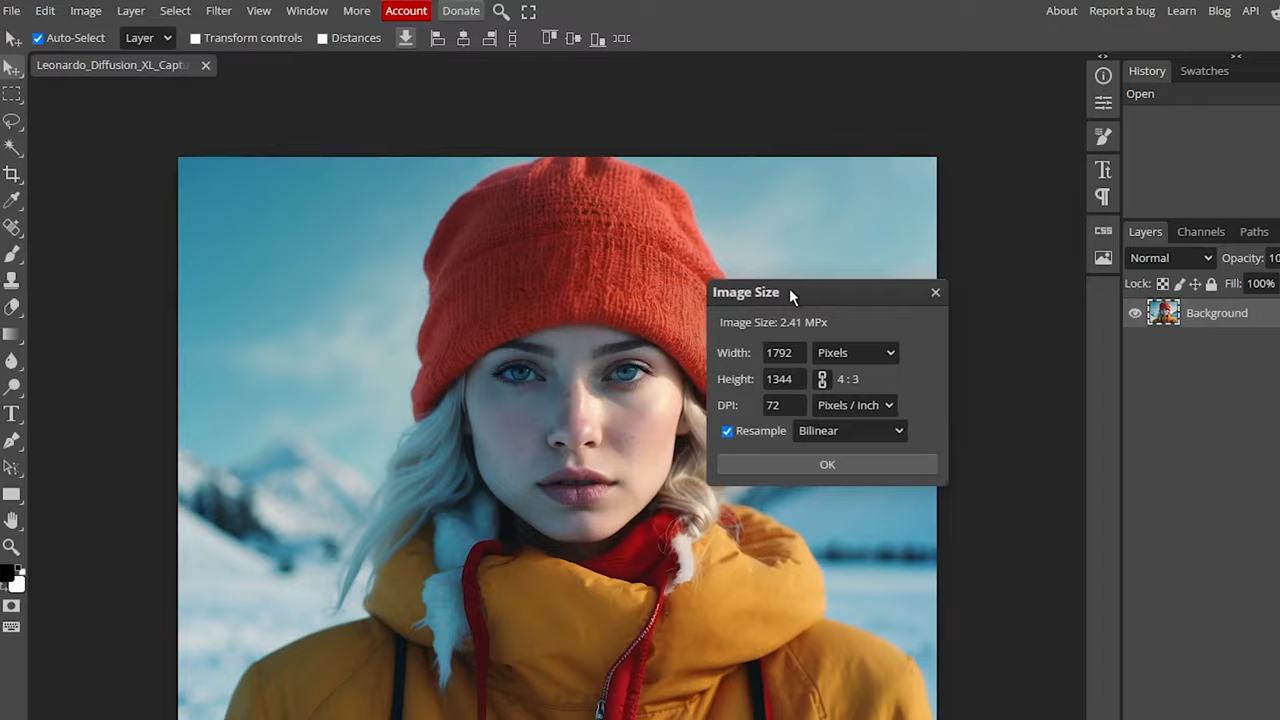 File Edit Image Layer Select Filter View Window More Account Donate About Report a bug Learn Blog API
Auto-Select Layer Transform controls Distances
Leonardo_Diffusion_XL_Captu
History Swatches
Open
Image Size
Image Size: 2.41 MPx
Width: 1792 Pixels
Height: 1344 4 : 3
DPI: 72 Pixels / Inch
Resample Bilinear
OK
CSS
Layers Channels Paths
Normal Opacity: 10
Lock: Fill: 100%
Background